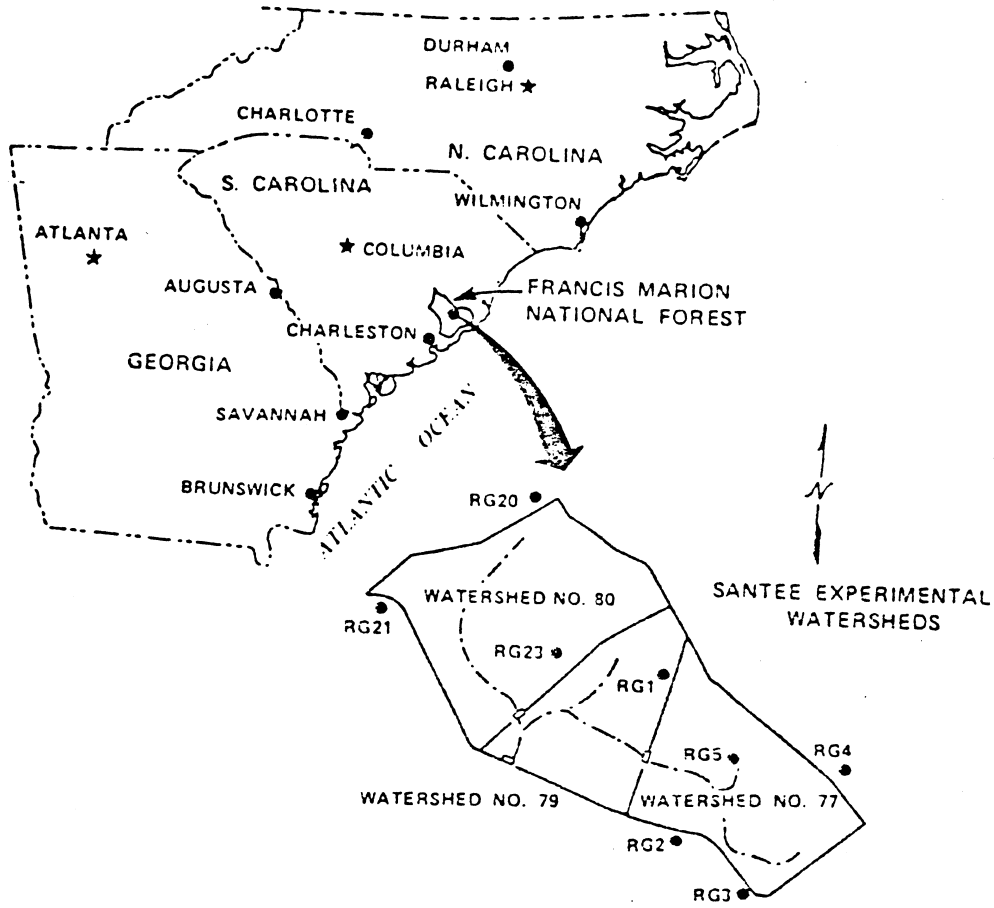 DURHAM
RALEIGH
CHARLOTTE
N. CAROLINA
S. CAROLINA
WILMINGTON
ATLANTA
COLUMBIA
AUGUSTA
FRANCIS MARION
NATIONAL FOREST
CHARLESTON
GEORGIA
SAVANNAH
ATLANTIC OCEAN
BRUNSWICK
RG20
N
SANTEE EXPERIMENTAL
WATERSHEDS
WATERSHED NO. 80
RG21
RG23
RG1
RG5
RG4
WATERSHED NO. 79
WATERSHED NO. 77
RG2
RG3